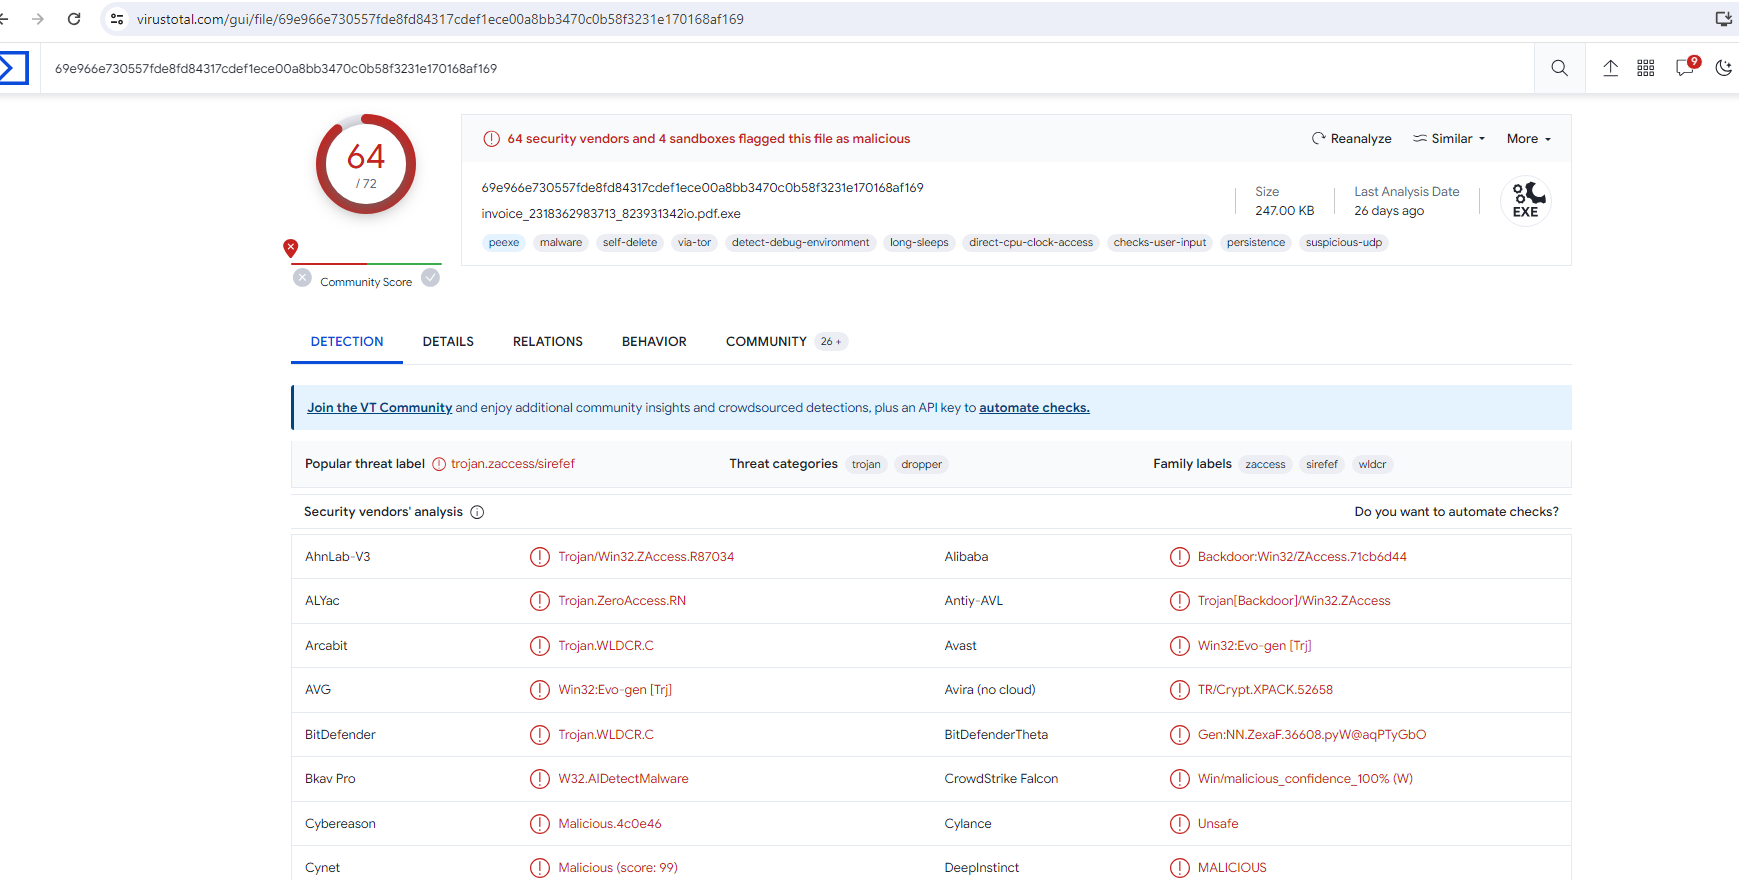 virustotal.com/gui/file/69e966e730557fde8fd84317cdef1ece00a8bb3470c0b58f3231e170168af169
69e966e730557fde8fd84317cdef1ece00a8bb3470c0b58f3231e170168af169
9
64
/ 72
Community Score
64 security vendors and 4 sandboxes flagged this file as malicious
Reanalyze Similar More
69e966e730557fde8fd84317cdef1ece00a8bb3470c0b58f3231e170168af169
invoice_2318362983713_823931342io.pdf.exe
Size
247.00 KB
Last Analysis Date
26 days ago
EXE
peexe malware self-delete via-tor detect-debug-environment long-sleeps direct-cpu-clock-access checks-user-input persistence suspicious-udp
DETECTION DETAILS RELATIONS BEHAVIOR COMMUNITY 26 +
Join the VT Community and enjoy additional community insights and crowdsourced detections, plus an API key to automate checks.
Popular threat label trojan.zaccess/sirefef Threat categories trojan dropper Family labels zaccess sirefef wldcr
Security vendors' analysis Do you want to automate checks?
AhnLab-V3 Trojan/Win32.ZAccess.R87034 Alibaba Backdoor:Win32/ZAccess.71cb6d44
ALYac Trojan.ZeroAccess.RN Antiy-AVL Trojan[Backdoor]/Win32.ZAccess
Arcabit Trojan.WLDCR.C Avast Win32:Evo-gen [Trj]
AVG Win32:Evo-gen [Trj] Avira (no cloud) TR/Crypt.XPACK.52658
BitDefender Trojan.WLDCR.C BitDefenderTheta Gen:NN.ZexaF.36608.pyW@aqPTyGbO
Bkav Pro W32.AIDetectMalware CrowdStrike Falcon Win/malicious_confidence_100% (W)
Cybereason Malicious.4c0e46 Cylance Unsafe
Cynet Malicious (score: 99) DeepInstinct MALICIOUS